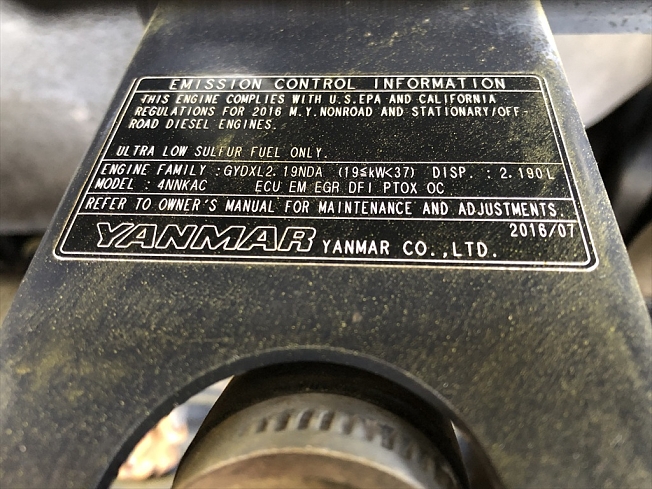 EMISSION CONTROL INFORMATION
THIS ENGINE COMPLIES WITH U.S.EPA AND CALIFORNIA
REGULATIONS FOR 2016 M.Y.NONROAD AND STATIONARY/OFF-
ROAD DIESEL ENGINES.
ULTRA LOW SULFUR FUEL ONLY.
ENGINE FAMILY : GYDXL2.19NDA (19≦kW<37) DISP. : 2.190 L
MODEL : 4NNKAC ECU EM EGR DFI PTOX OC
REFER TO OWNER'S MANUAL FOR MAINTENANCE AND ADJUSTMENTS.
2016/07
YANMAR YANMAR CO.,LTD.